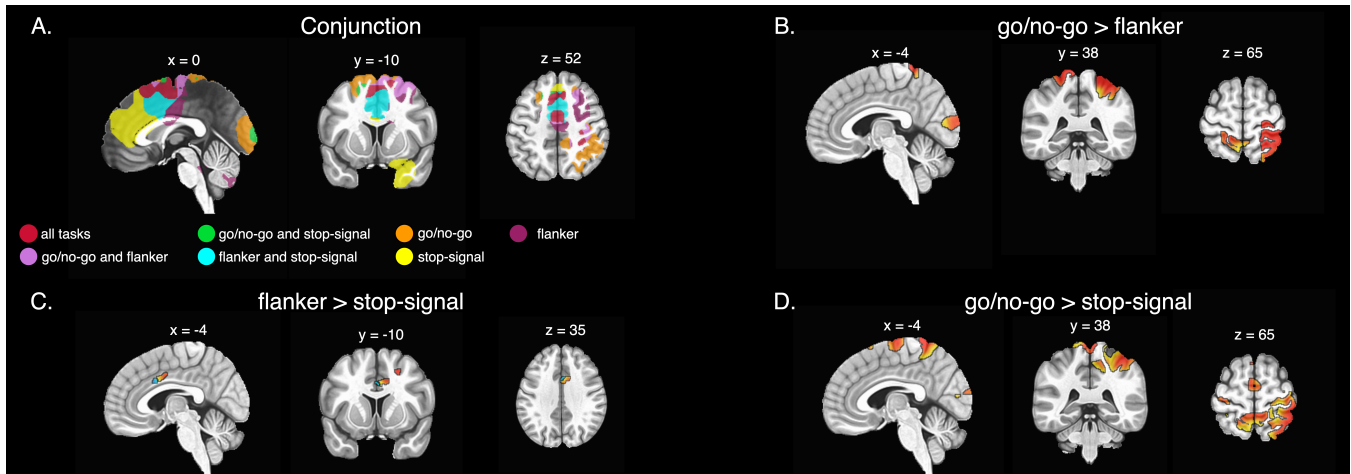 A. Conjunction
x = 0 y = -10 z = 52
all tasks go/no-go and stop-signal go/no-go flanker
go/no-go and flanker flanker and stop-signal stop-signal
B. go/no-go > flanker
x = -4 y = 38 z = 65
C. flanker > stop-signal
x = -4 y = -10 z = 35
D. go/no-go > stop-signal
x = -4 y = 38 z = 65